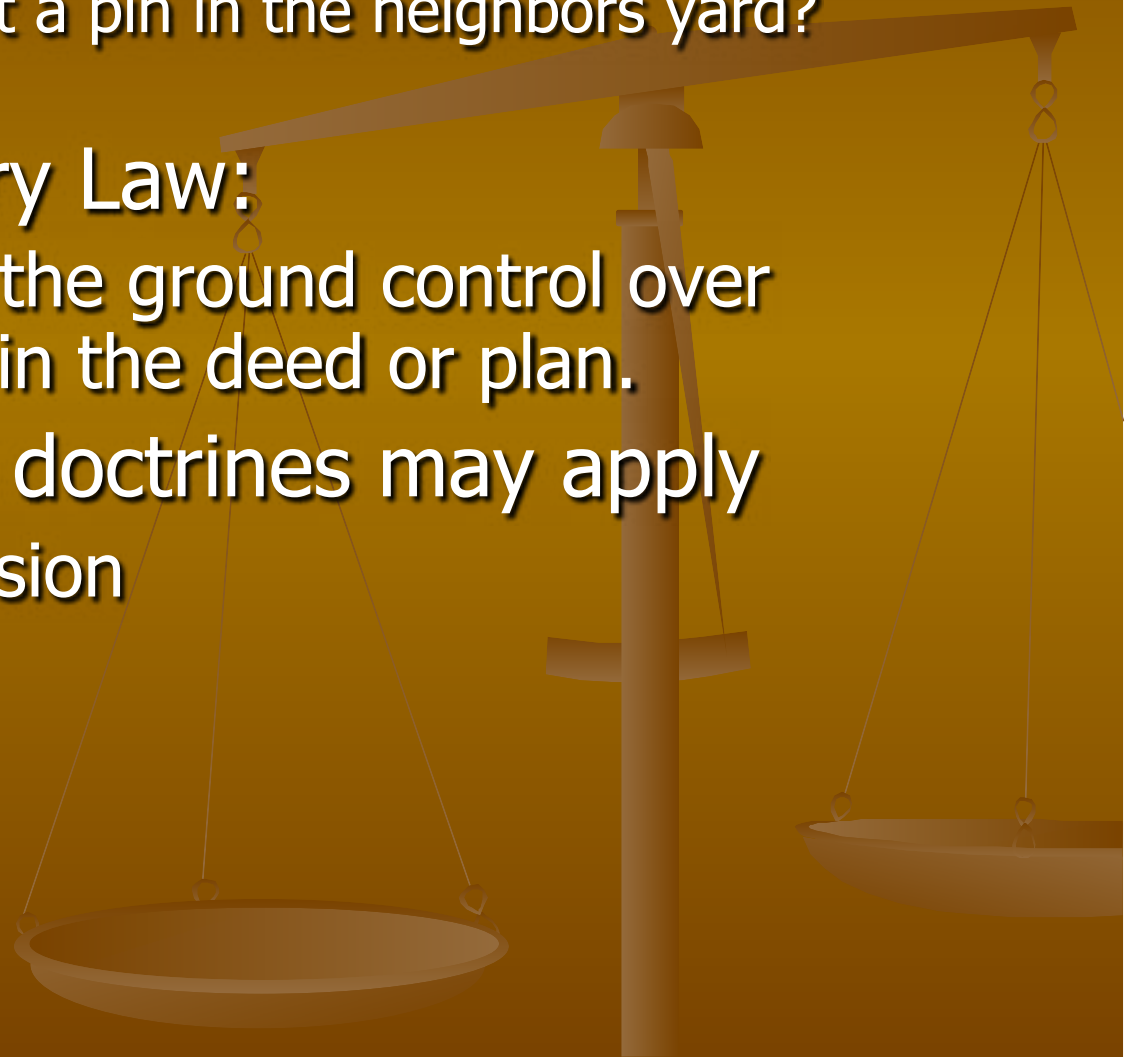 t a pin in the neighbors yard?
ry Law:
the ground control over
in the deed or plan.
doctrines may apply
sion